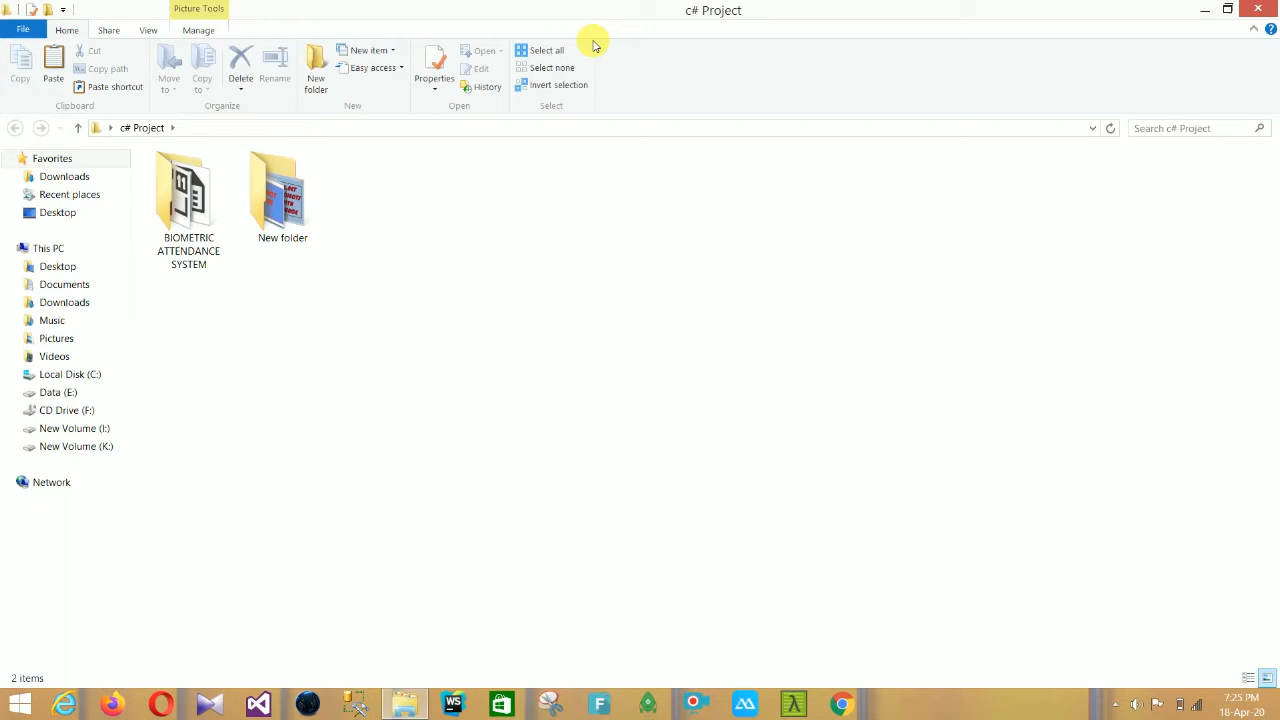 Picture Tools
c# Project
File
Home
Share
View
Manage
Copy
Paste
Cut
Copy path
Paste shortcut
Clipboard
Move to
Copy to
Delete
Rename
Organize
New folder
New item
Easy access
New
Properties
Open
Edit
History
Open
Select all
Select none
Invert selection
Select
c# Project
Search c# Project
Favorites
Downloads
Recent places
Desktop
This PC
Desktop
Documents
Downloads
Music
Pictures
Videos
Local Disk (C:)
Data (E:)
CD Drive (F:)
New Volume (I:)
New Volume (K:)
Network
BIOMETRIC
ATTENDANCE
SYSTEM
New folder
2 items
WS
F
7:25 PM
18-Apr-20